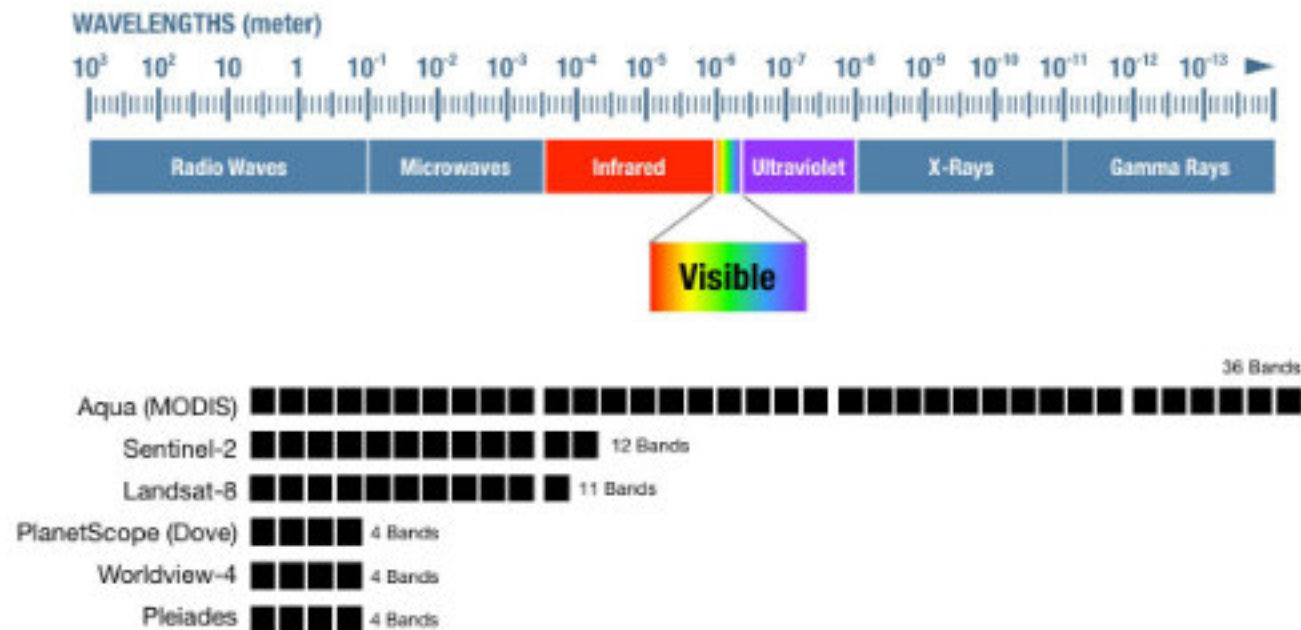 WAVELENGTHS (meter)
10³ 10² 10 1 10⁻¹ 10⁻² 10⁻³ 10⁻⁴ 10⁻⁵ 10⁻⁶ 10⁻⁷ 10⁻⁸ 10⁻⁹ 10⁻¹⁰ 10⁻¹¹ 10⁻¹² 10⁻¹³
Radio Waves Microwaves Infrared Ultraviolet X-Rays Gamma Rays
Visible
36 Bands
Aqua (MODIS)
Sentinel-2 12 Bands
Landsat-8 11 Bands
PlanetScope (Dove) 4 Bands
Worldview-4 4 Bands
Pleiades 4 Bands